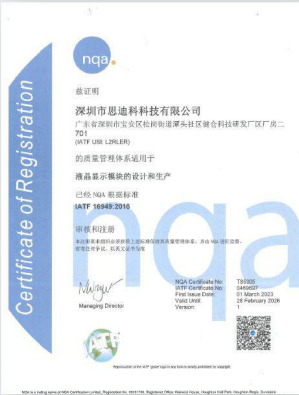 nqa.
Certificate of Registration
兹证明
深圳市思迪科科技有限公司
广东省深圳市宝安区松岗街道潭头社区健仓科技研发厂区厂房二
701
(IATF USI: L2RLER)
的质量管理体系适用于
液晶显示模块的设计和生产
已经 NQA 根据标准
IATF 16949:2016
审核和注册
Managing Director
NQA Certificate No:
IATF Certificate No:
First Issue Date: 01 March 2023
Valid Until: 28 February 2026
Version: 1